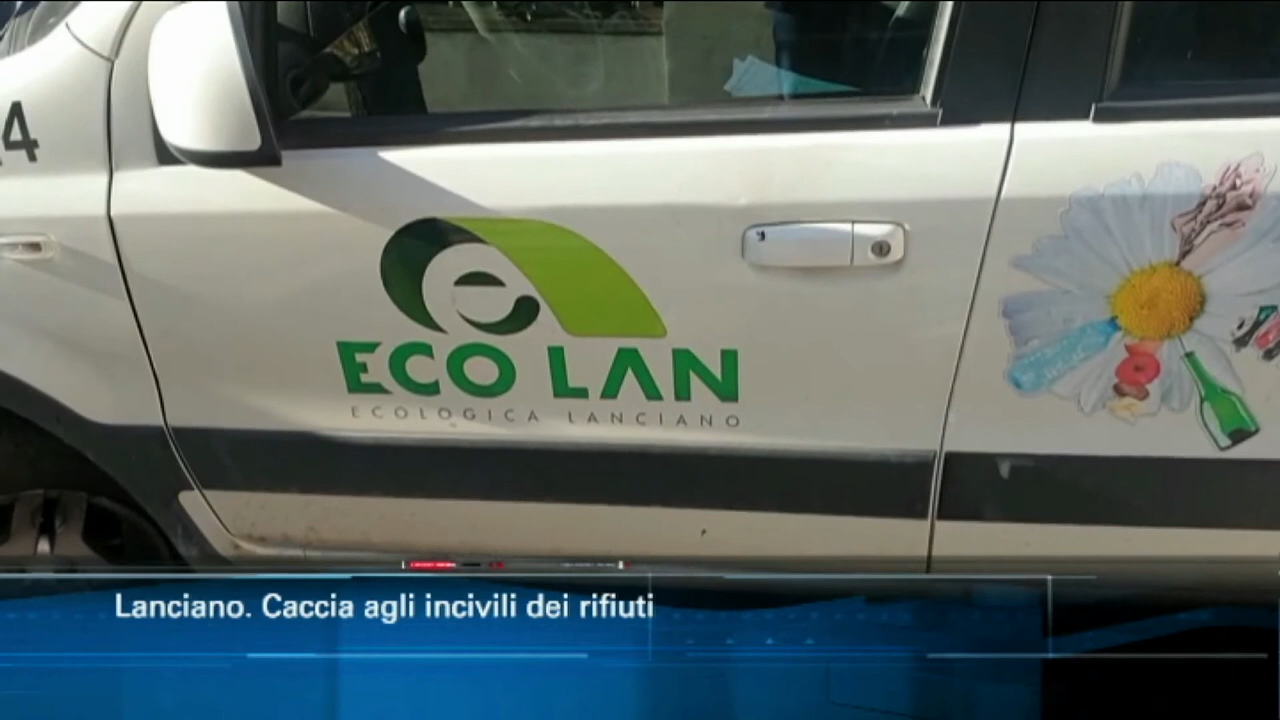 4
e
ECO LAN
ECOLOGICA LANCIANO
Lanciano. Caccia agli incivili dei rifiuti